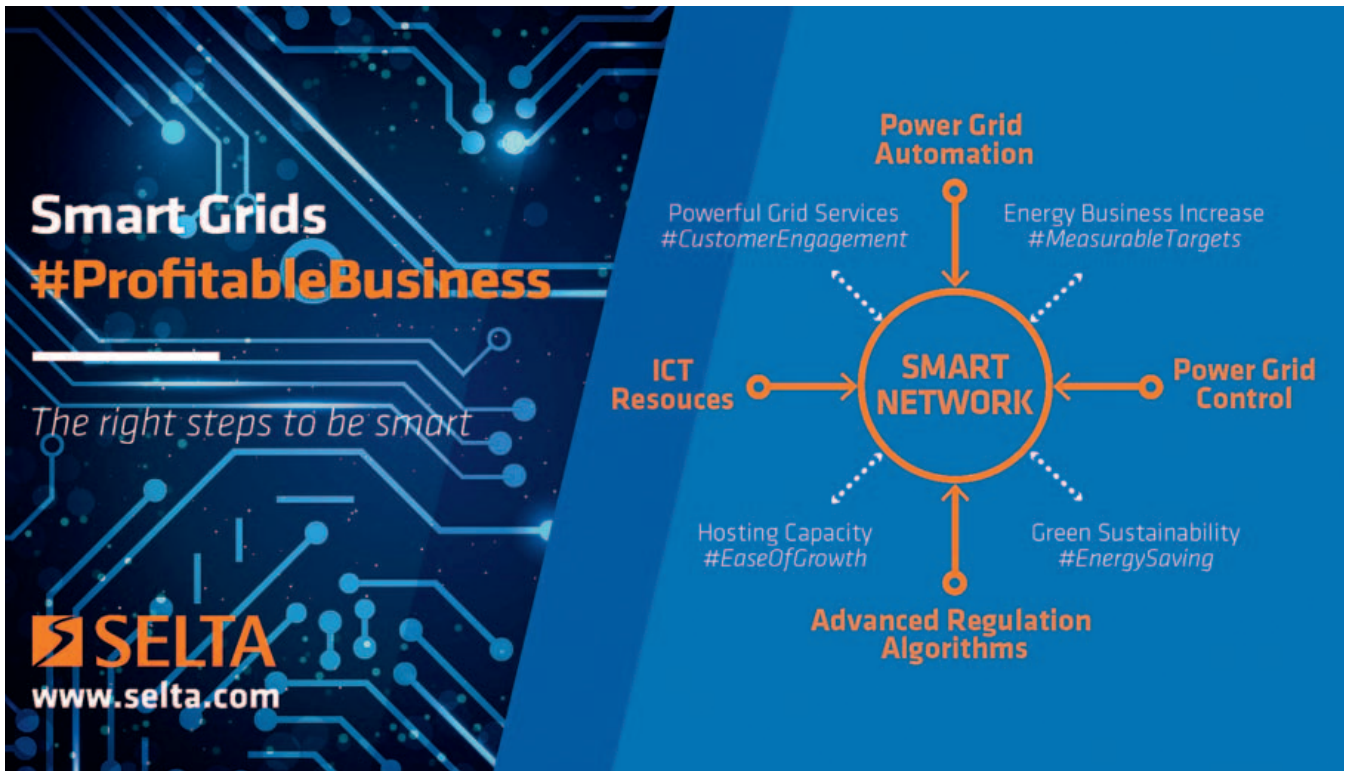 Smart Grids
#ProfitableBusiness
The right steps to be smart
SELTA
www.selta.com
Power Grid
Automation
Powerful Grid Services
#CustomerEngagement
Energy Business Increase
#MeasurableTargets
ICT
Resouces
SMART
NETWORK
Power Grid
Control
Hosting Capacity
#EaseOfGrowth
Green Sustainability
#EnergySaving
Advanced Regulation
Algorithms